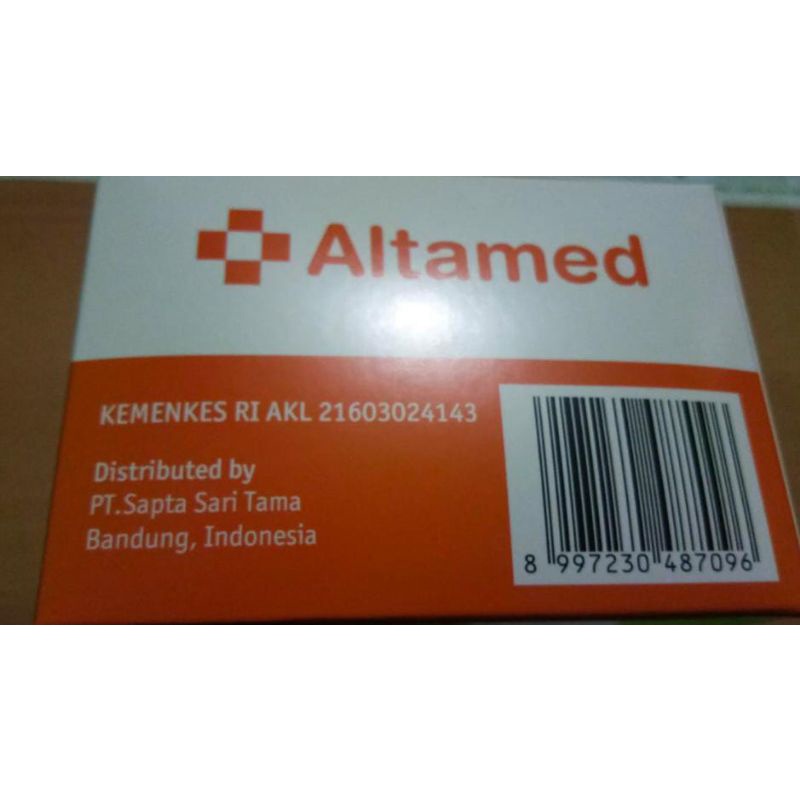 Altamed
KEMENKES RI AKL 21603024143
Distributed by
PT.Sapta Sari Tama
Bandung, Indonesia
8 997230 487096